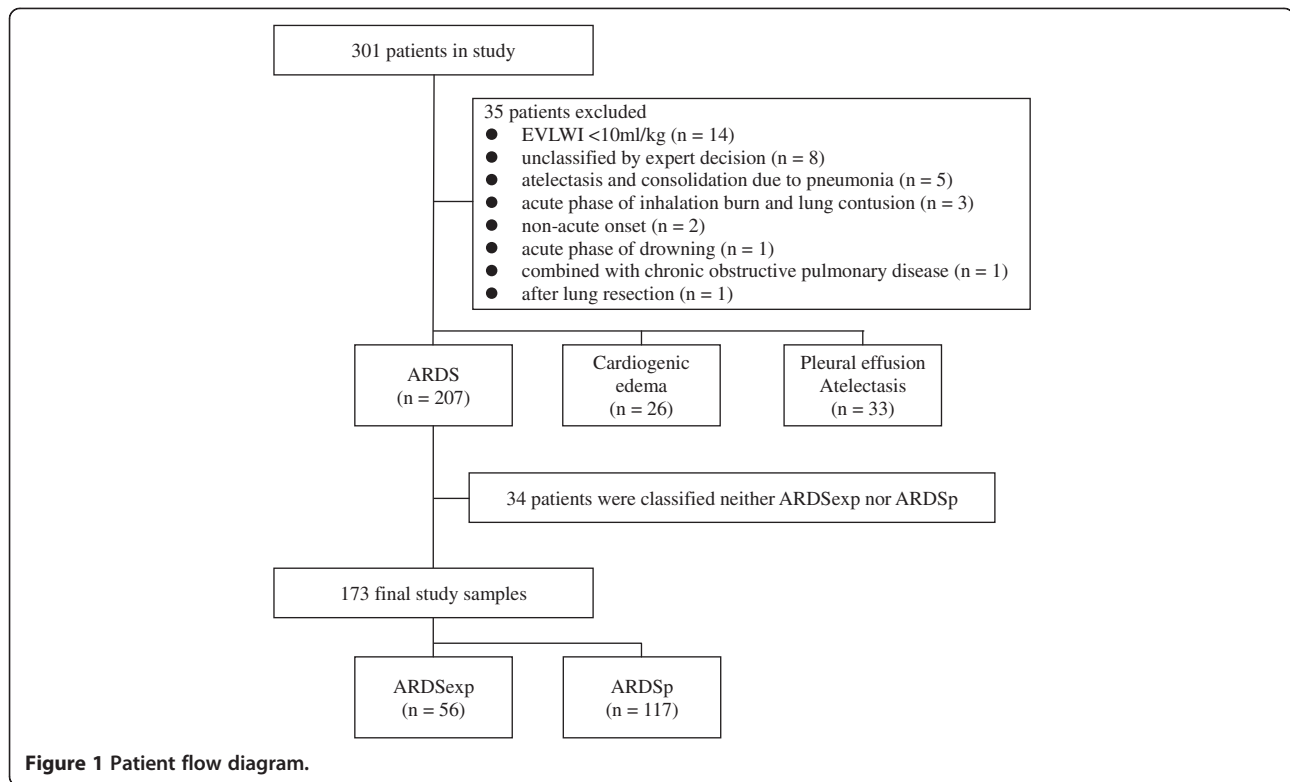 301 patients in study
35 patients excluded
● EVLWI <10ml/kg (n = 14)
● unclassified by expert decision (n = 8)
● atelectasis and consolidation due to pneumonia (n = 5)
● acute phase of inhalation burn and lung contusion (n = 3)
● non-acute onset (n = 2)
● acute phase of drowning (n = 1)
● combined with chronic obstructive pulmonary disease (n = 1)
● after lung resection (n = 1)
ARDS
(n = 207)
Cardiogenic
edema
(n = 26)
Pleural effusion
Atelectasis
(n = 33)
34 patients were classified neither ARDSexp nor ARDSp
173 final study samples
ARDSexp
(n = 56)
ARDSp
(n = 117)
Figure 1 Patient flow diagram.